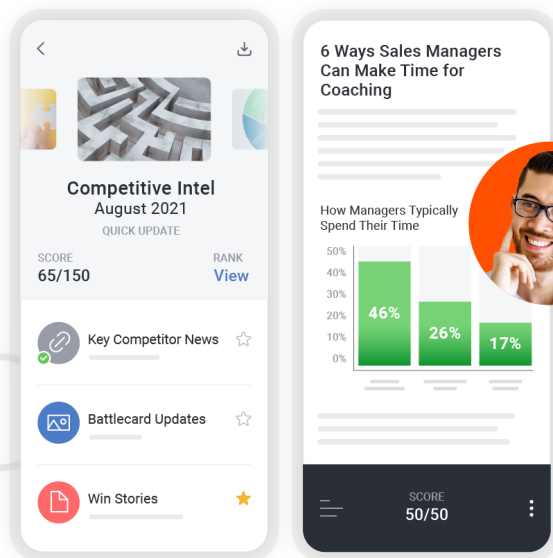 Competitive Intel
August 2021
QUICK UPDATE
SCORE
65/150
RANK
View
Key Competitor News
Battlecard Updates
Win Stories
6 Ways Sales Managers
Can Make Time for
Coaching
How Managers Typically
Spend Their Time
50%
40%
30%
20%
10%
0%
46%
26%
17%
SCORE
50/50